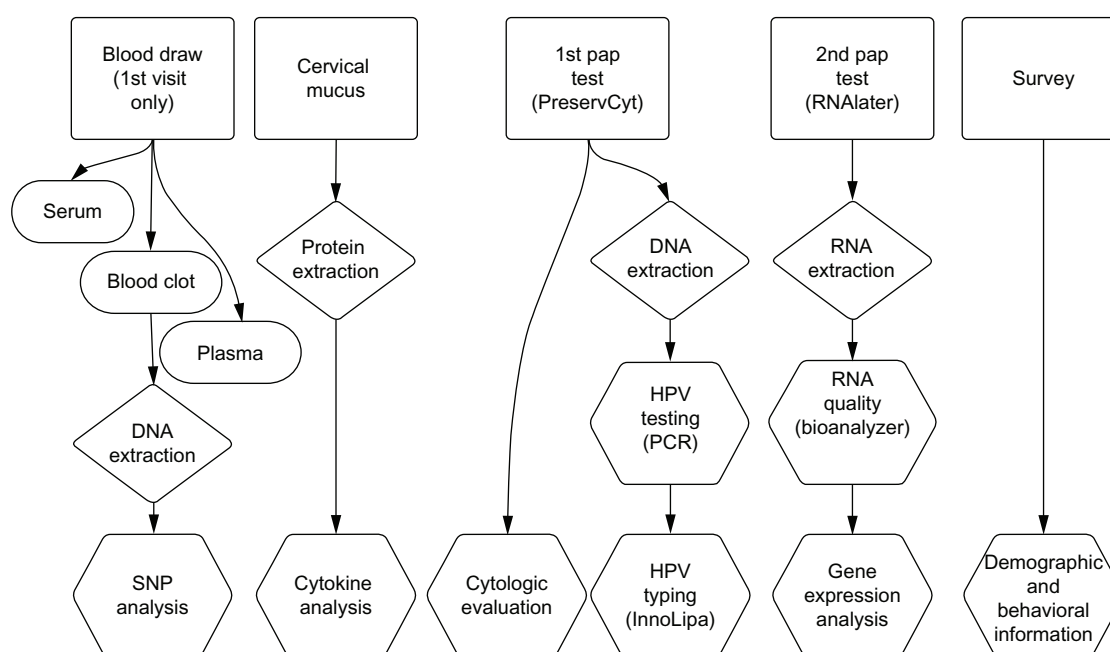 Blood draw
(1st visit
only)
Cervical
mucus
1st pap
test
(PreservCyt)
2nd pap
test
(RNAlater)
Survey
Serum
Blood clot
Plasma
Protein
extraction
DNA
extraction
RNA
extraction
HPV
testing
(PCR)
RNA
quality
(bioanalyzer)
DNA
extraction
SNP
analysis
Cytokine
analysis
Cytologic
evaluation
HPV
typing
(InnoLipa)
Gene
expression
analysis
Demographic
and
behavioral
information